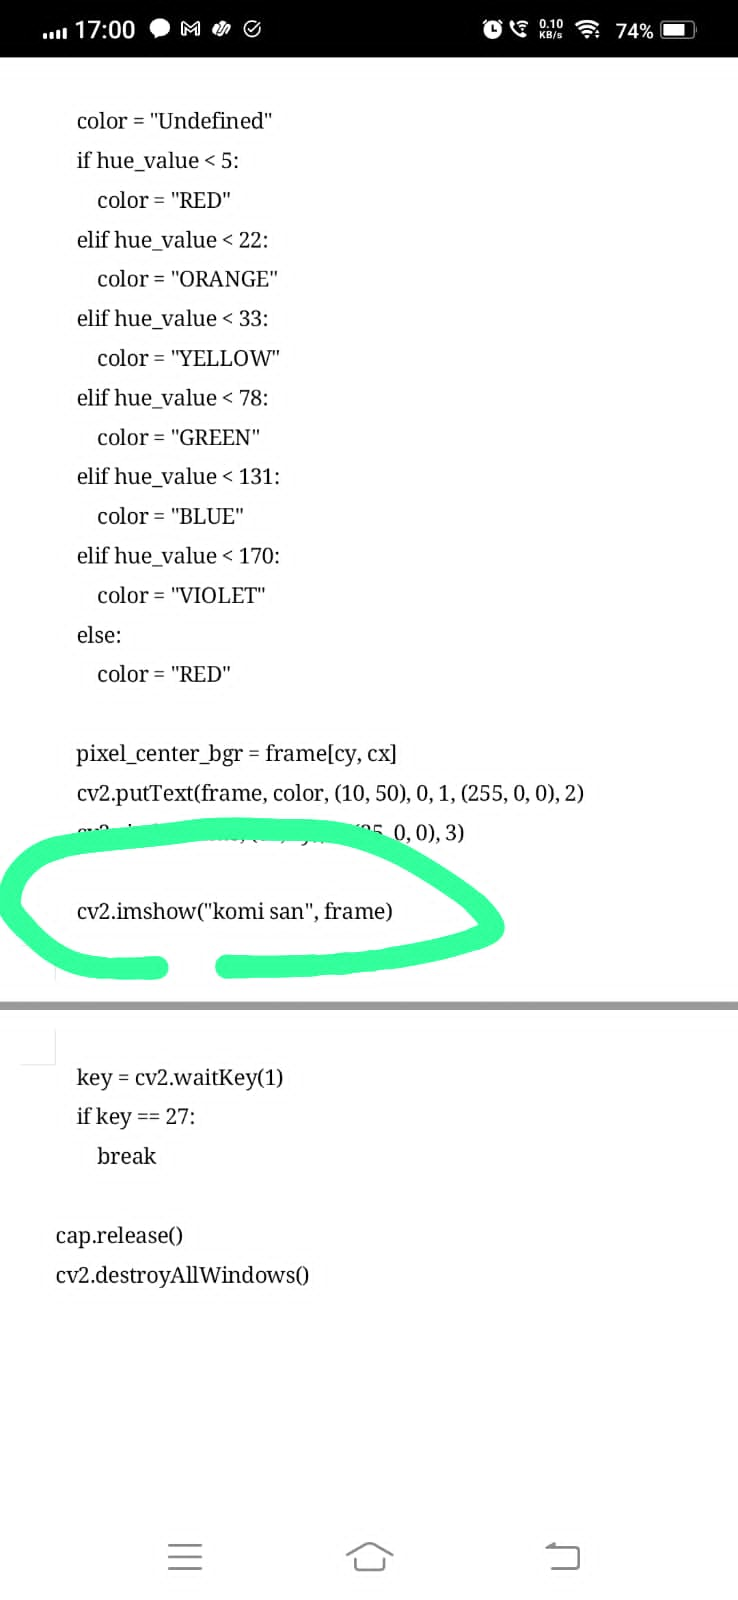 17:00
0.10
KB/s
74%
color = "Undefined"
if hue_value < 5:
color = "RED"
elif hue_value < 22:
color = "ORANGE"
elif hue_value < 33:
color = "YELLOW"
elif hue_value < 78:
color = "GREEN"
elif hue_value < 131:
color = "BLUE"
elif hue_value < 170:
color = "VIOLET"
else:
color = "RED"
pixel_center_bgr = frame[cy, cx]
cv2.putText(frame, color, (10, 50), 0, 1, (255, 0, 0), 2)
0, 0), 3)
cv2.imshow("komi san", frame)
key = cv2.waitKey(1)
if key == 27:
break
cap.release()
cv2.destroyAllWindows()